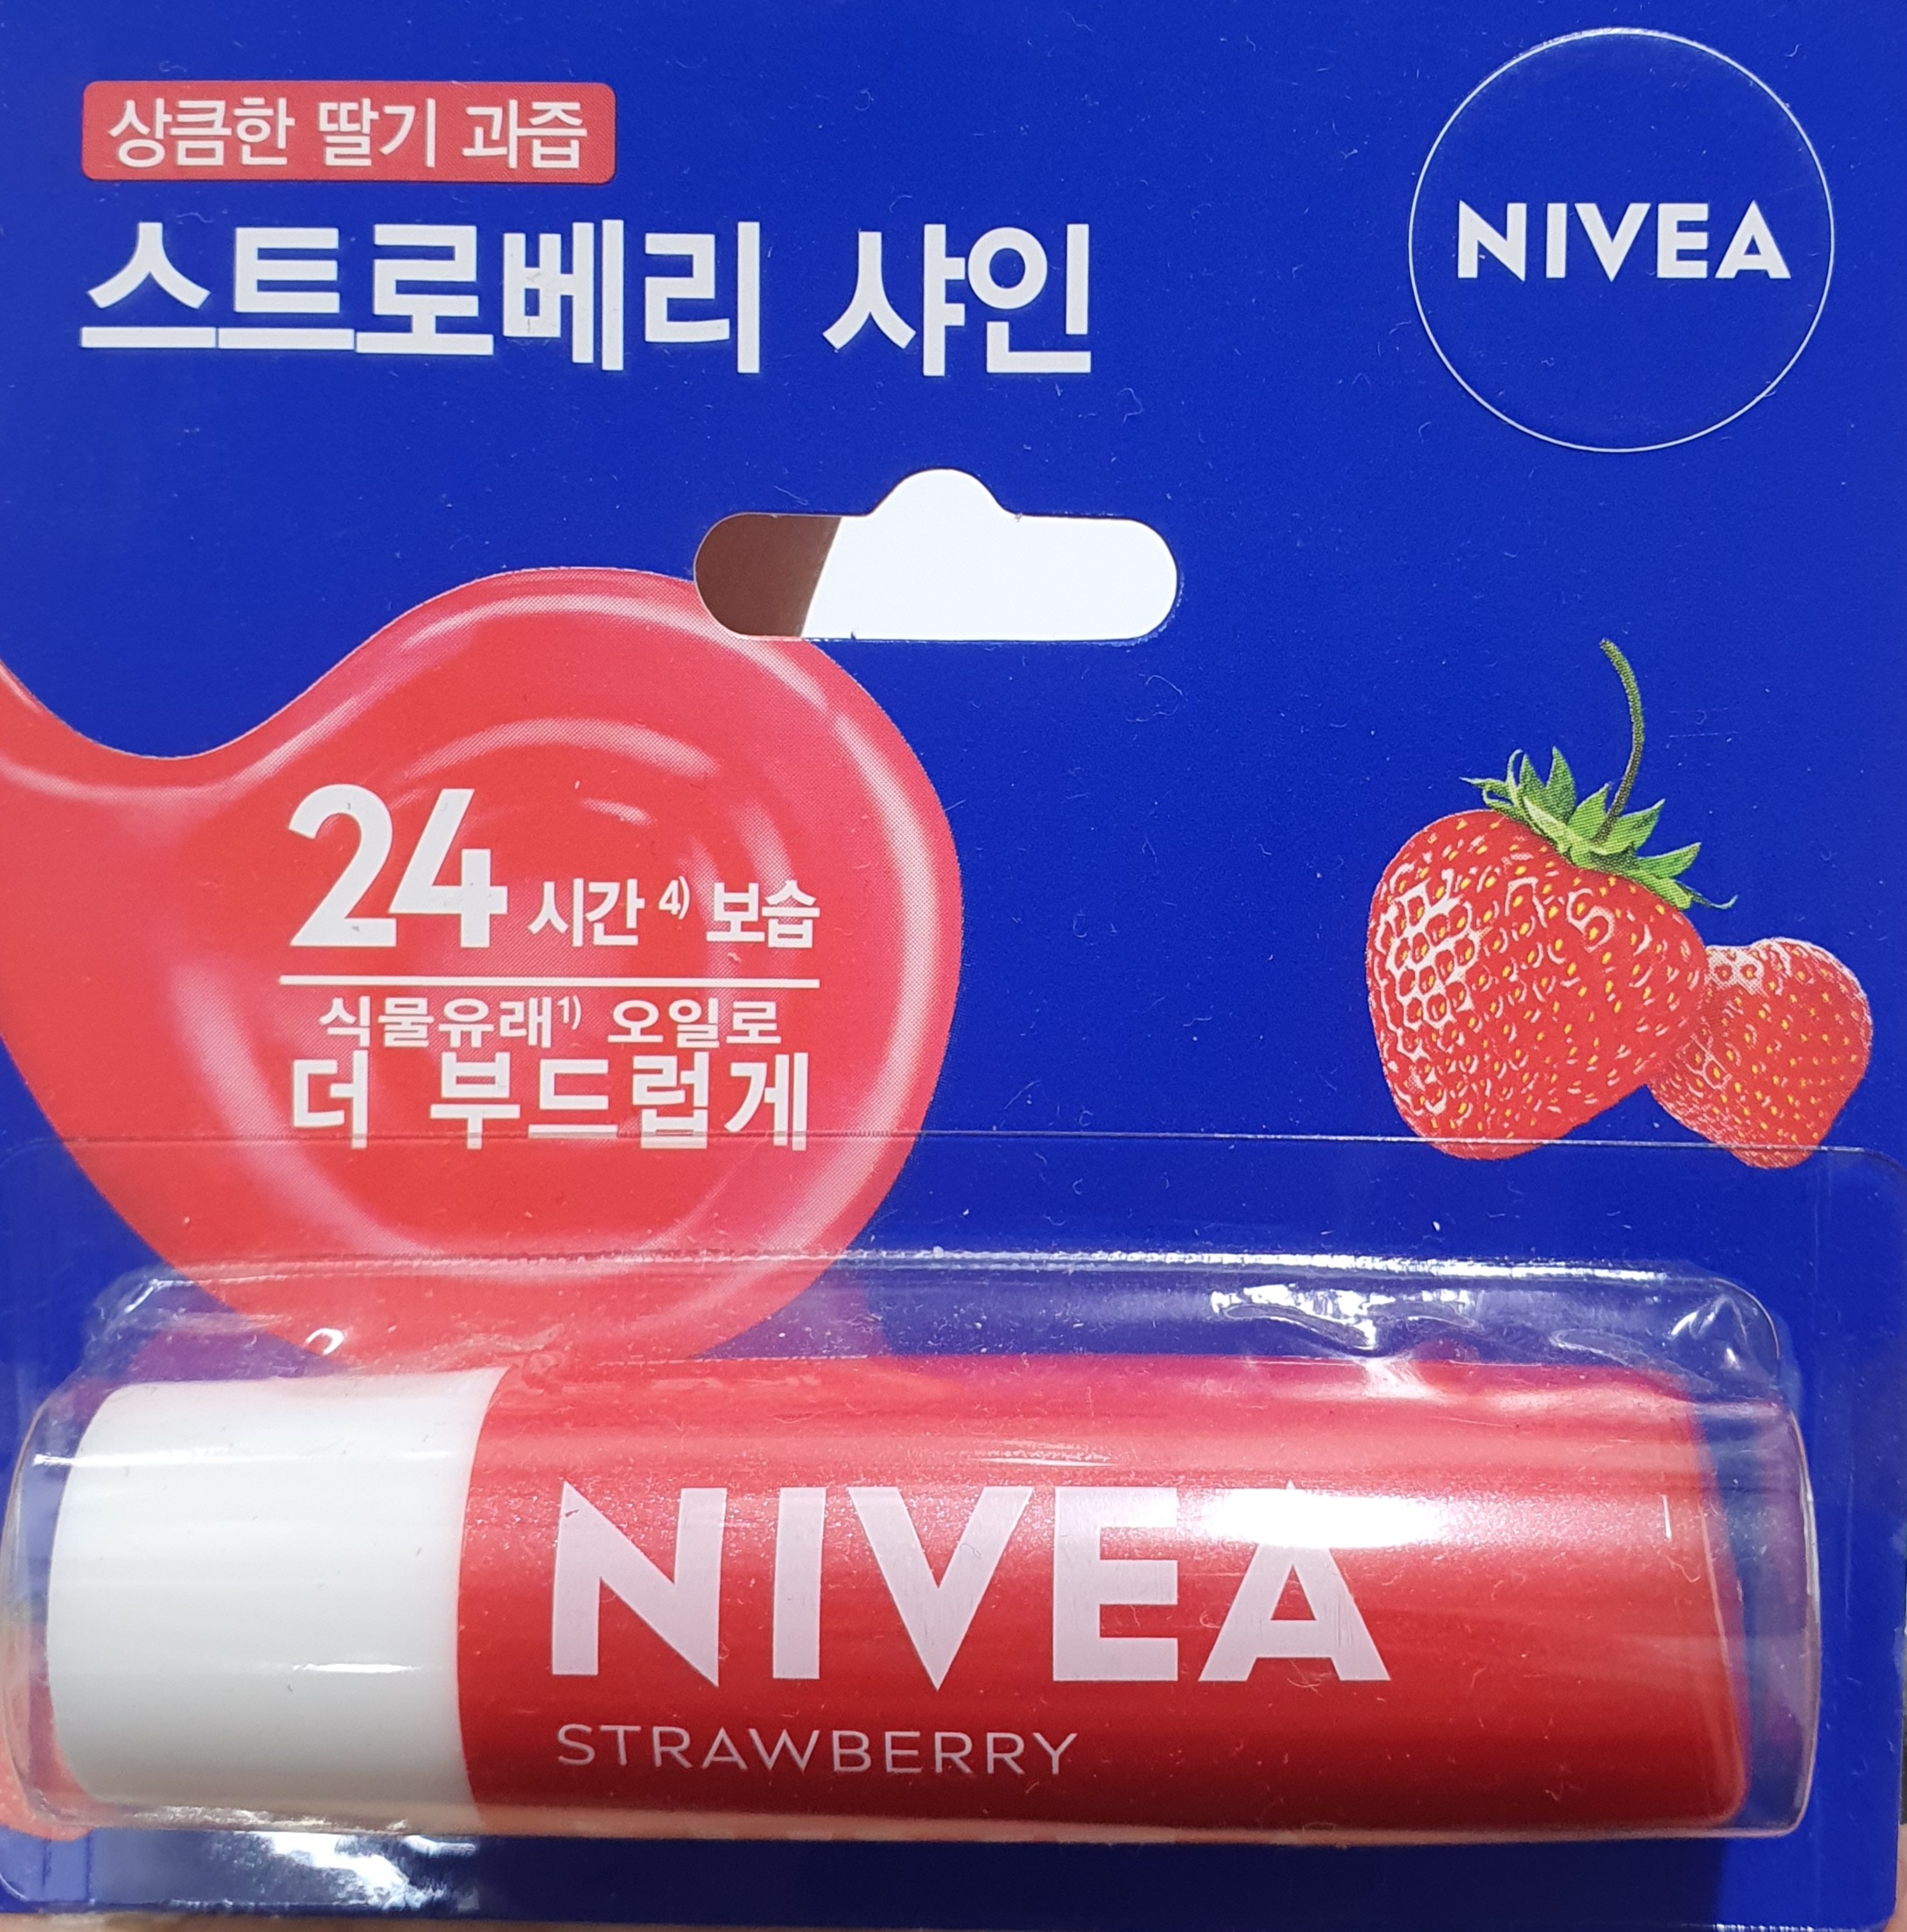 상큼한 딸기 과즙
스트로베리 샤인
NIVEA
24 시간 4) 보습
식물유래1) 오일로
더 부드럽게
NIVEA
STRAWBERRY